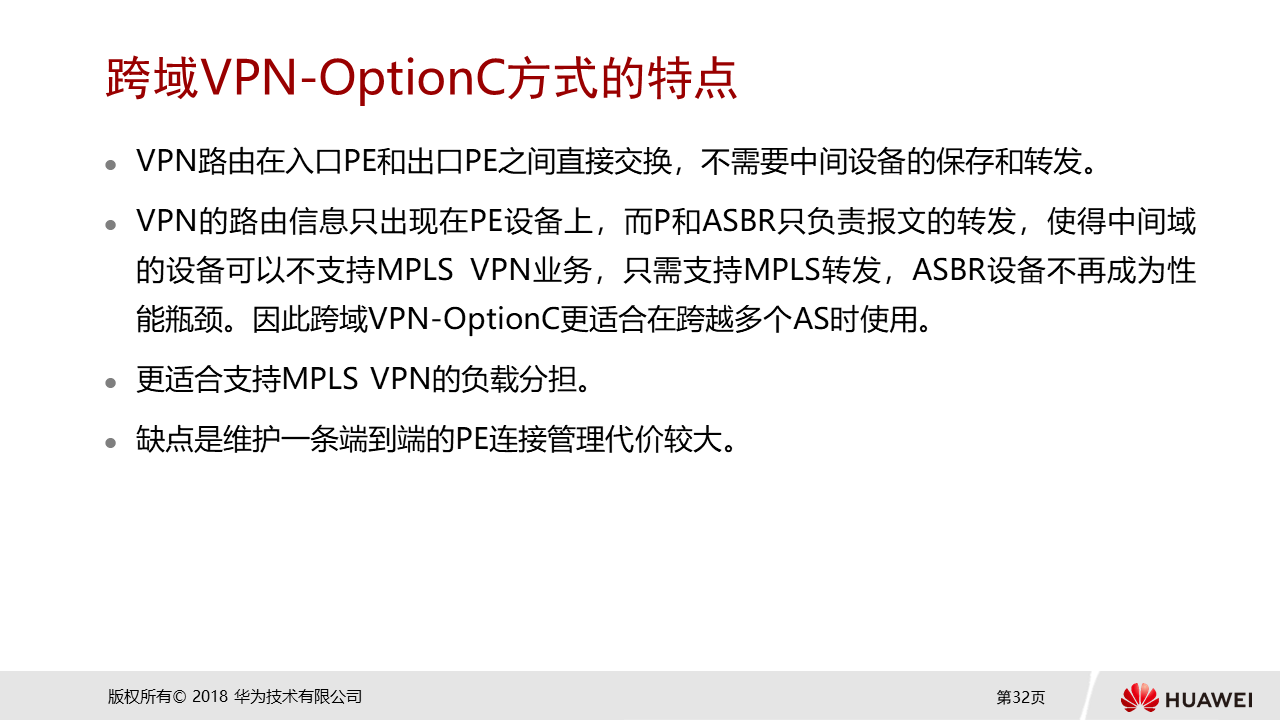 跨域VPN-OptionC方式的特点
● VPN路由在入口PE和出口PE之间直接交换，不需要中间设备的保存和转发。
● VPN的路由信息只出现在PE设备上，而P和ASBR只负责报文的转发，使得中间域
的设备可以不支持MPLS VPN业务，只需支持MPLS转发，ASBR设备不再成为性
能瓶颈。因此跨域VPN-OptionC更适合在跨越多个AS时使用。
● 更适合支持MPLS VPN的负载分担。
● 缺点是维护一条端到端的PE连接管理代价较大。
版权所有© 2018 华为技术有限公司
第32页
HUAWEI